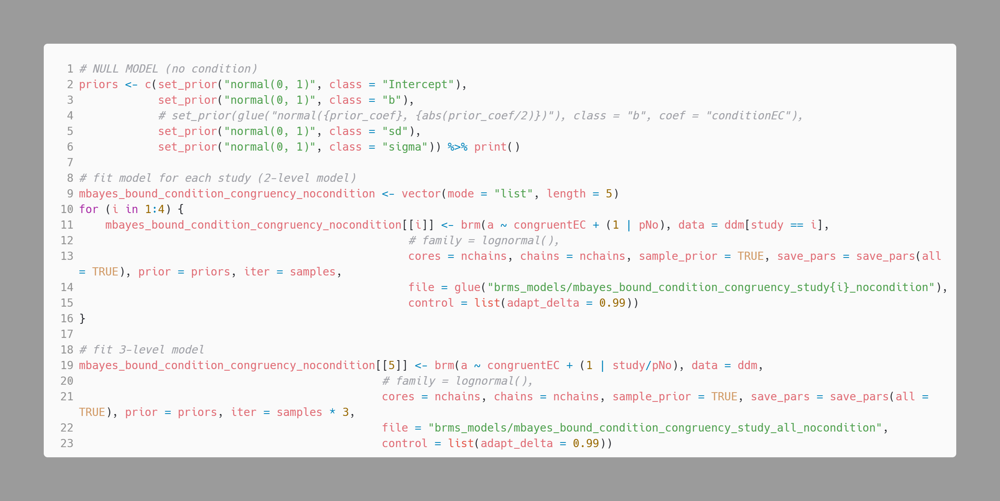 1 # NULL MODEL (no condition)
2 priors <- c(set_prior("normal(0, 1)", class = "Intercept"),
3             set_prior("normal(0, 1)", class = "b"),
4             # set_prior(glue("normal({prior_coef}, {abs(prior_coef/2)})"), class = "b", coef = "conditionEC"),
5             set_prior("normal(0, 1)", class = "sd"),
6             set_prior("normal(0, 1)", class = "sigma")) %>% print()
7
8 # fit model for each study (2-level model)
9 mbayes_bound_condition_congruency_nocondition <- vector(mode = "list", length = 5)
10 for (i in 1:4) {
11     mbayes_bound_condition_congruency_nocondition[[i]] <- brm(a ~ congruentEC + (1 | pNo), data = ddm[study == i],
12                                                   # family = lognormal(),
13                                                   cores = nchains, chains = nchains, sample_prior = TRUE, save_pars = save_pars(all
= TRUE), prior = priors, iter = samples,
14                                                   file = glue("brms_models/mbayes_bound_condition_congruency_study{i}_nocondition"),
15                                                   control = list(adapt_delta = 0.99))
16 }
17
18 # fit 3-level model
19 mbayes_bound_condition_congruency_nocondition[[5]] <- brm(a ~ congruentEC + (1 | study/pNo), data = ddm,
20                                               # family = lognormal(),
21                                               cores = nchains, chains = nchains, sample_prior = TRUE, save_pars = save_pars(all =
TRUE), prior = priors, iter = samples * 3,
22                                               file = "brms_models/mbayes_bound_condition_congruency_study_all_nocondition",
23                                               control = list(adapt_delta = 0.99))